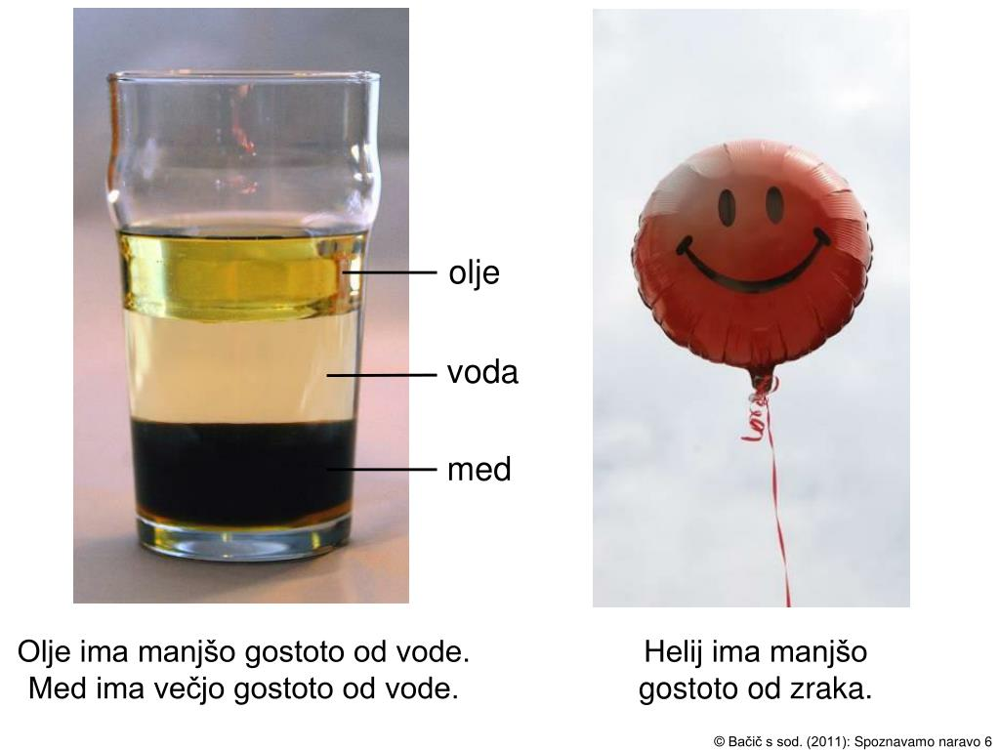 olje
voda
med
Olje ima manjšo gostoto od vode.
Med ima večjo gostoto od vode.
Helij ima manjšo
gostoto od zraka.
© Bačič s sod. (2011): Spoznavamo naravo 6